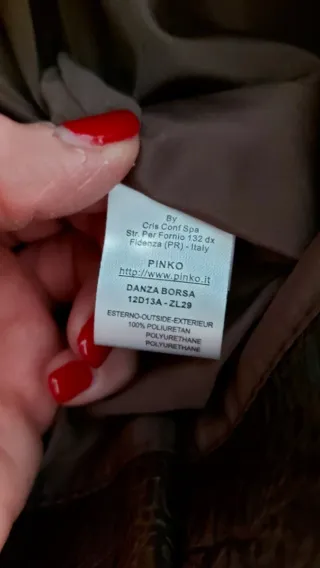 By
Cris Conf Spa
Str. Per Fornio 132 dx
Fidenza (PR) - Italy
PINKO
http://www.pinko.it
DANZA BORSA
12D13A - ZL29
ESTERNO-OUTSIDE-EXTERIEUR
100% POLIURETAN
POLYURETHANE
POLYURETHANE